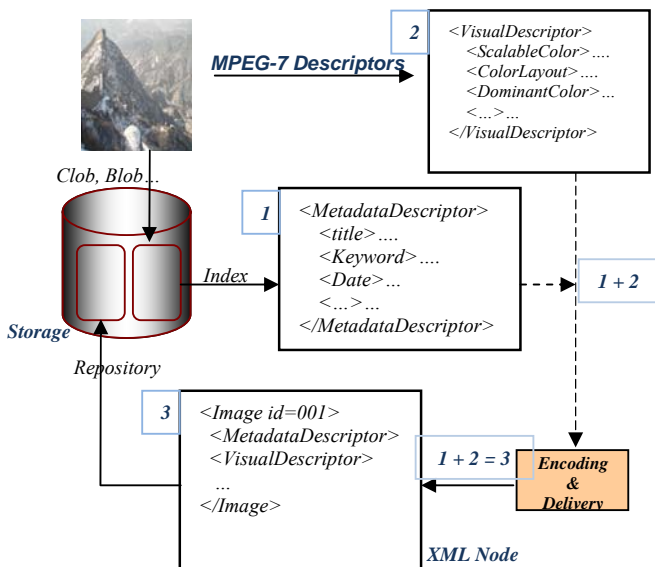 2
<VisualDescriptor>
<ScalableColor>....
<ColorLayout>....
<DominantColor>...
<...>...
</VisualDescriptor>
MPEG-7 Descriptors
Clob, Blob...
1
<MetadataDescriptor>
<title>....
<Keyword>....
<Date>...
<...>...
</MetadataDescriptor>
Index
1 + 2
Storage
Repository
3
<Image id=001>
<MetadataDescriptor>
<VisualDescriptor>
...
</Image>
1 + 2 = 3
Encoding
&
Delivery
XML Node